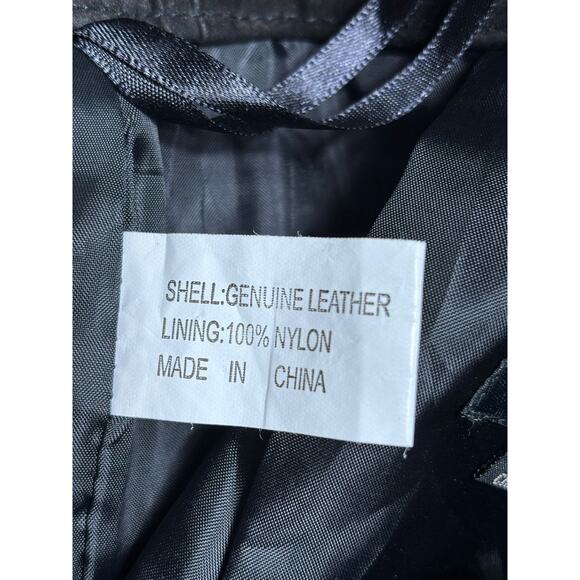 SHELL:GENUINE LEATHER
LINING:100% NYLON
MADE IN CHINA